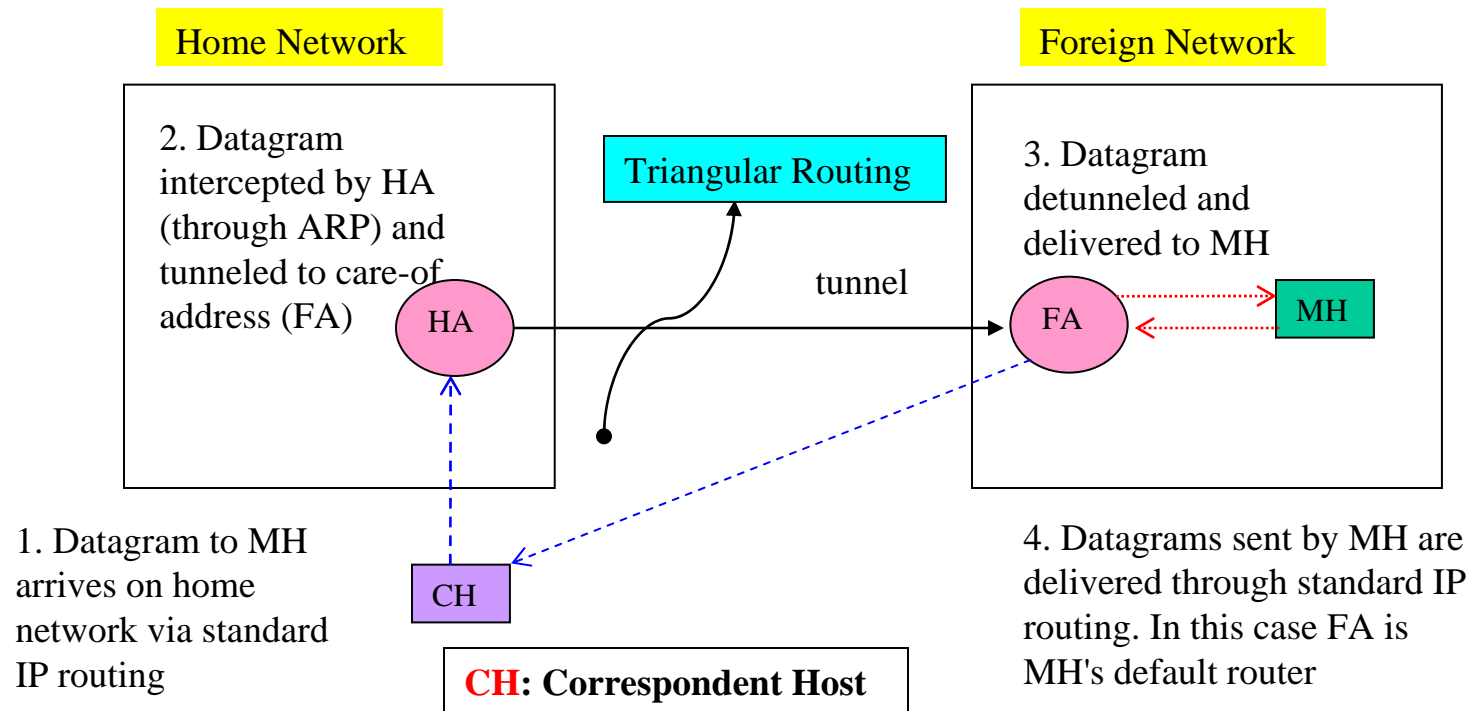 Home Network
Foreign Network
2. Datagram
intercepted by HA
(through ARP) and
tunneled to care-of
address (FA)
HA
Triangular Routing
tunnel
3. Datagram
detunneled and
delivered to MH
FA
MH
1. Datagram to MH
arrives on home
network via standard
IP routing
CH
CH: Correspondent Host
4. Datagrams sent by MH are
delivered through standard IP
routing. In this case FA is
MH's default router